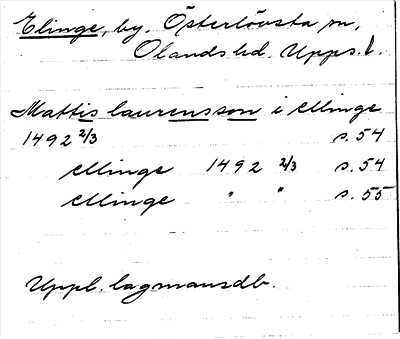 Elinge, by. Österlövsta sn,
Olands hd. Upps. l.
Mattis laurensson i ellinge
1492 2/3 s. 54
ellinge 1492 2/3 s. 54
ellinge " " s. 55
Uppl. lagmansdb.